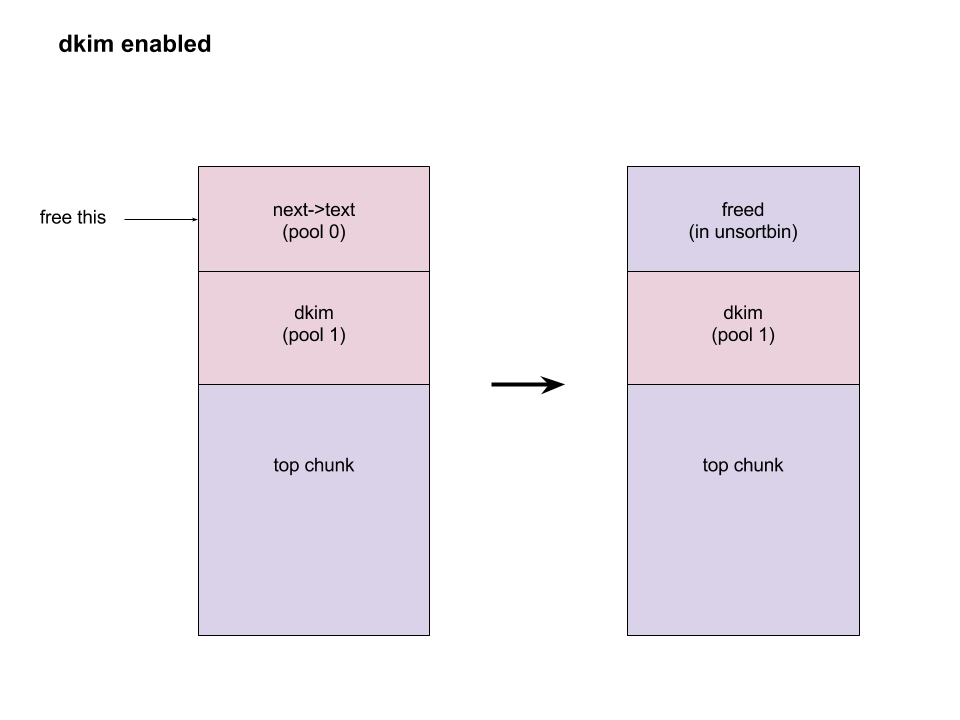 dkim enabled
free this
next->text
(pool 0)
dkim
(pool 1)
top chunk
freed
(in unsortbin)
dkim
(pool 1)
top chunk